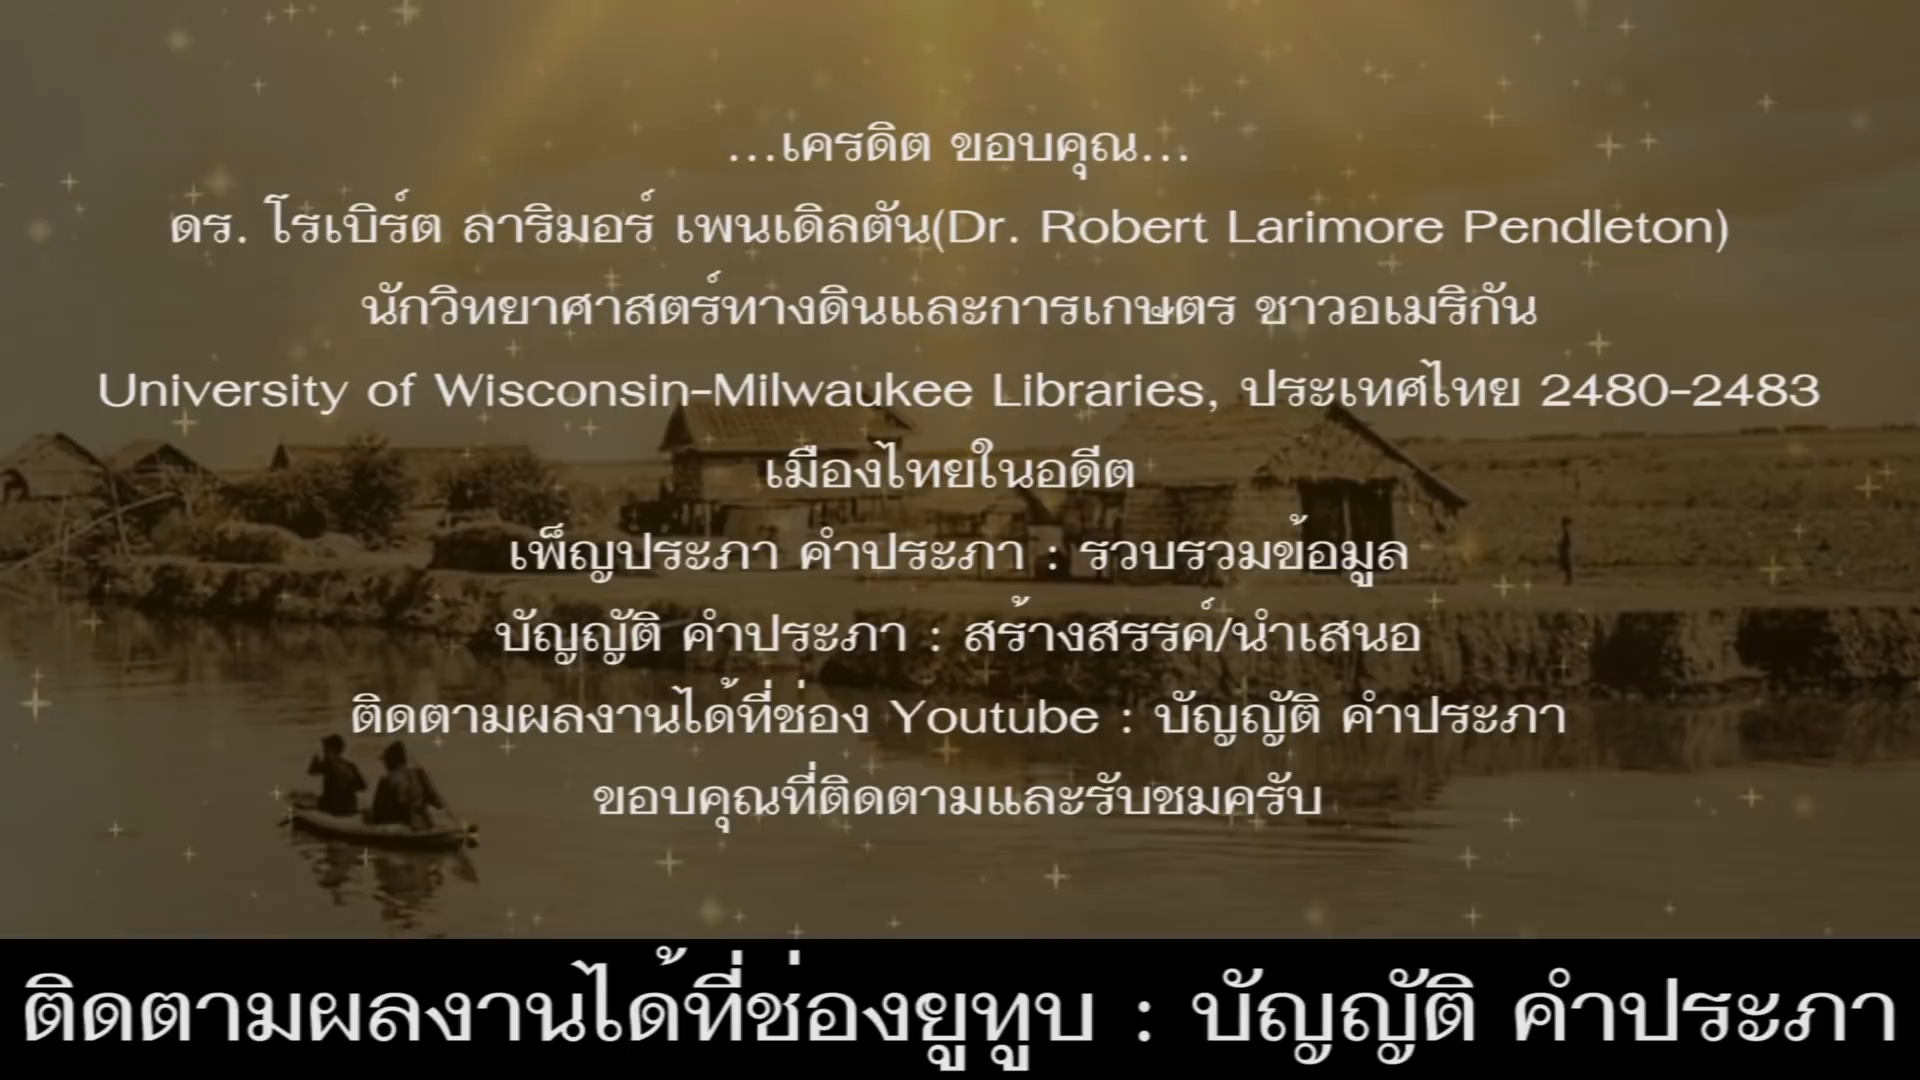 ...เครดิต ขอบคุณ...
ดร. โรเบิร์ต ลาริมอร์ เพนเดิลตัน(Dr. Robert Larimore Pendleton)
นักวิทยาศาสตร์ทางดินและการเกษตร ชาวอเมริกัน
University of Wisconsin-Milwaukee Libraries, ประเทศไทย 2480-2483
เมืองไทยในอดีต
เพ็ญประภา คำประภา : รวบรวมข้อมูล
บัญญัติ คำประภา : สร้างสรรค์/นำเสนอ
ติดตามผลงานได้ที่ช่อง Youtube : บัญญัติ คำประภา
ขอบคุณที่ติดตามและรับชมครับ
ติดตามผลงานได้ที่ช่องยูทูบ : บัญญัติ คำประภา